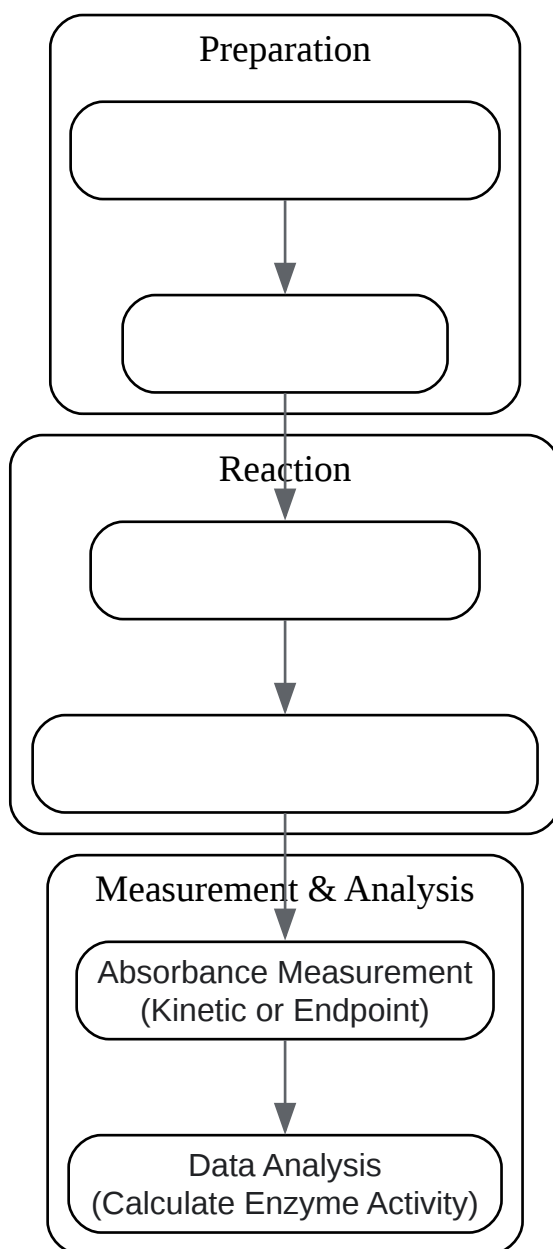 Preparation
Reaction
Measurement & Analysis
Absorbance Measurement
(Kinetic or Endpoint)
Data Analysis
(Calculate Enzyme Activity)